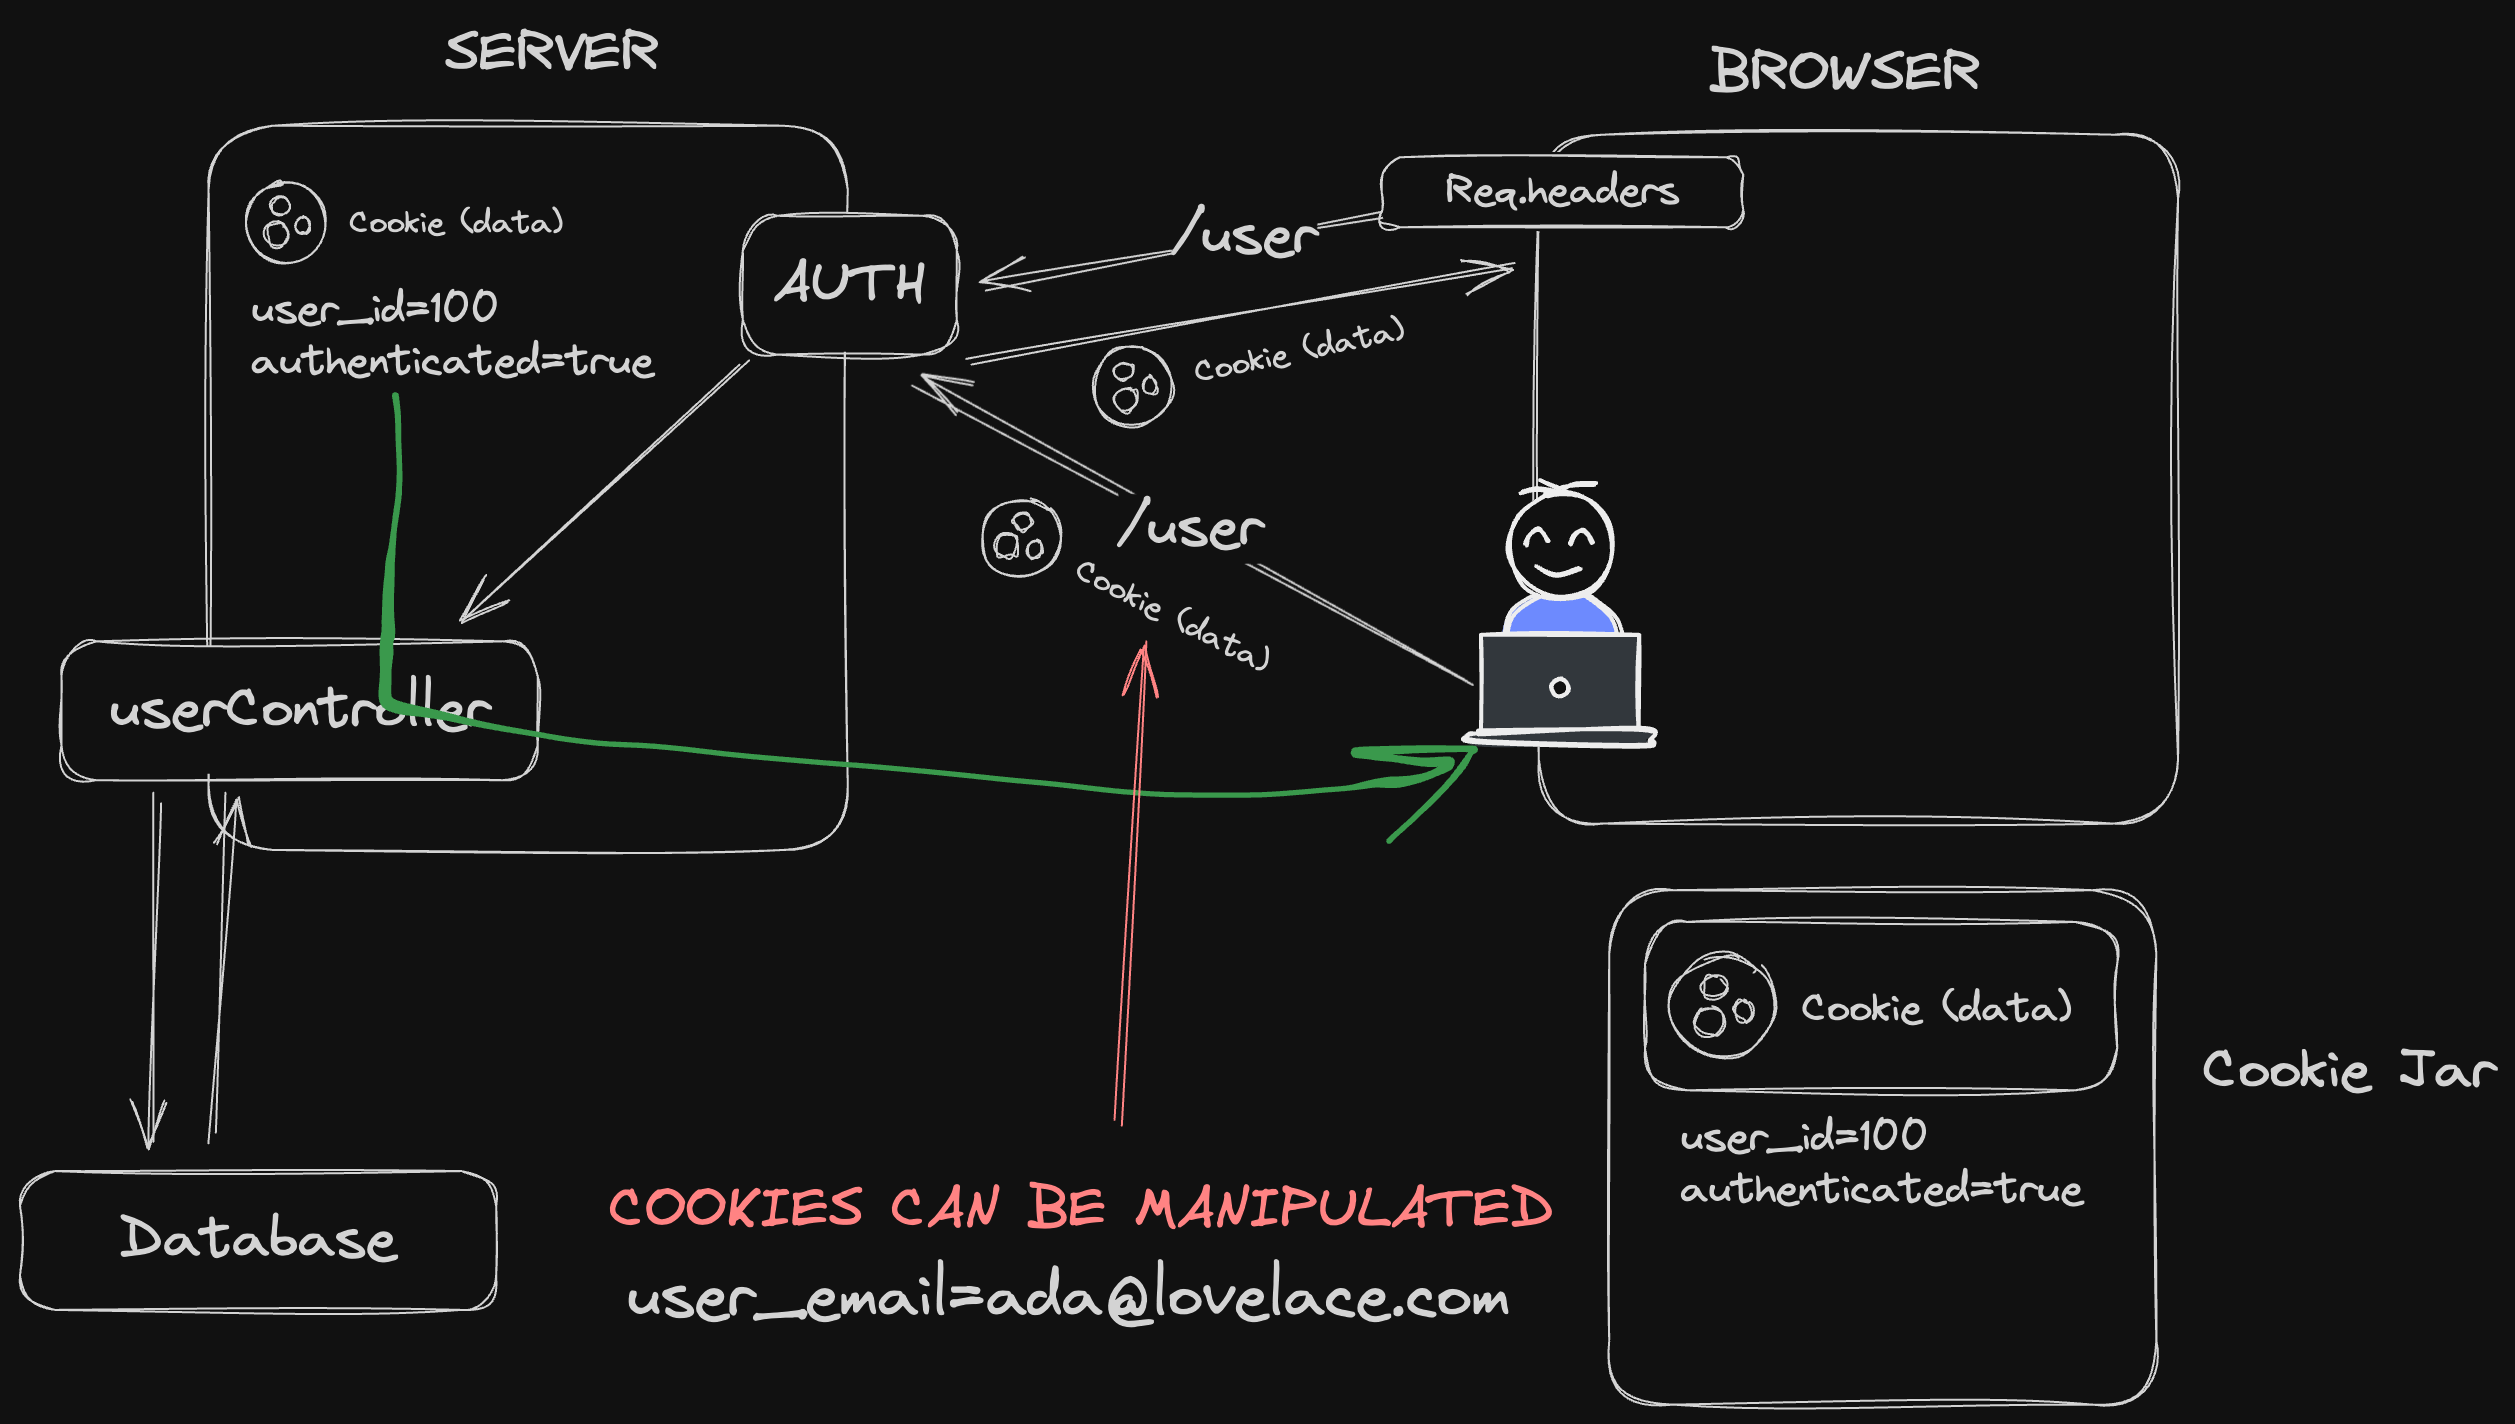 SERVER
BROWSER
Req.headers
Cookie (data)
/user
AUTH
user_id=100
authenticated=true
Cookie (data)
/user
Cookie (data)
userController
Cookie (data)
Cookie Jar
user_id=100
authenticated=true
COOKIES CAN BE MANIPULATED
Database
user_email=ada@lovelace.com